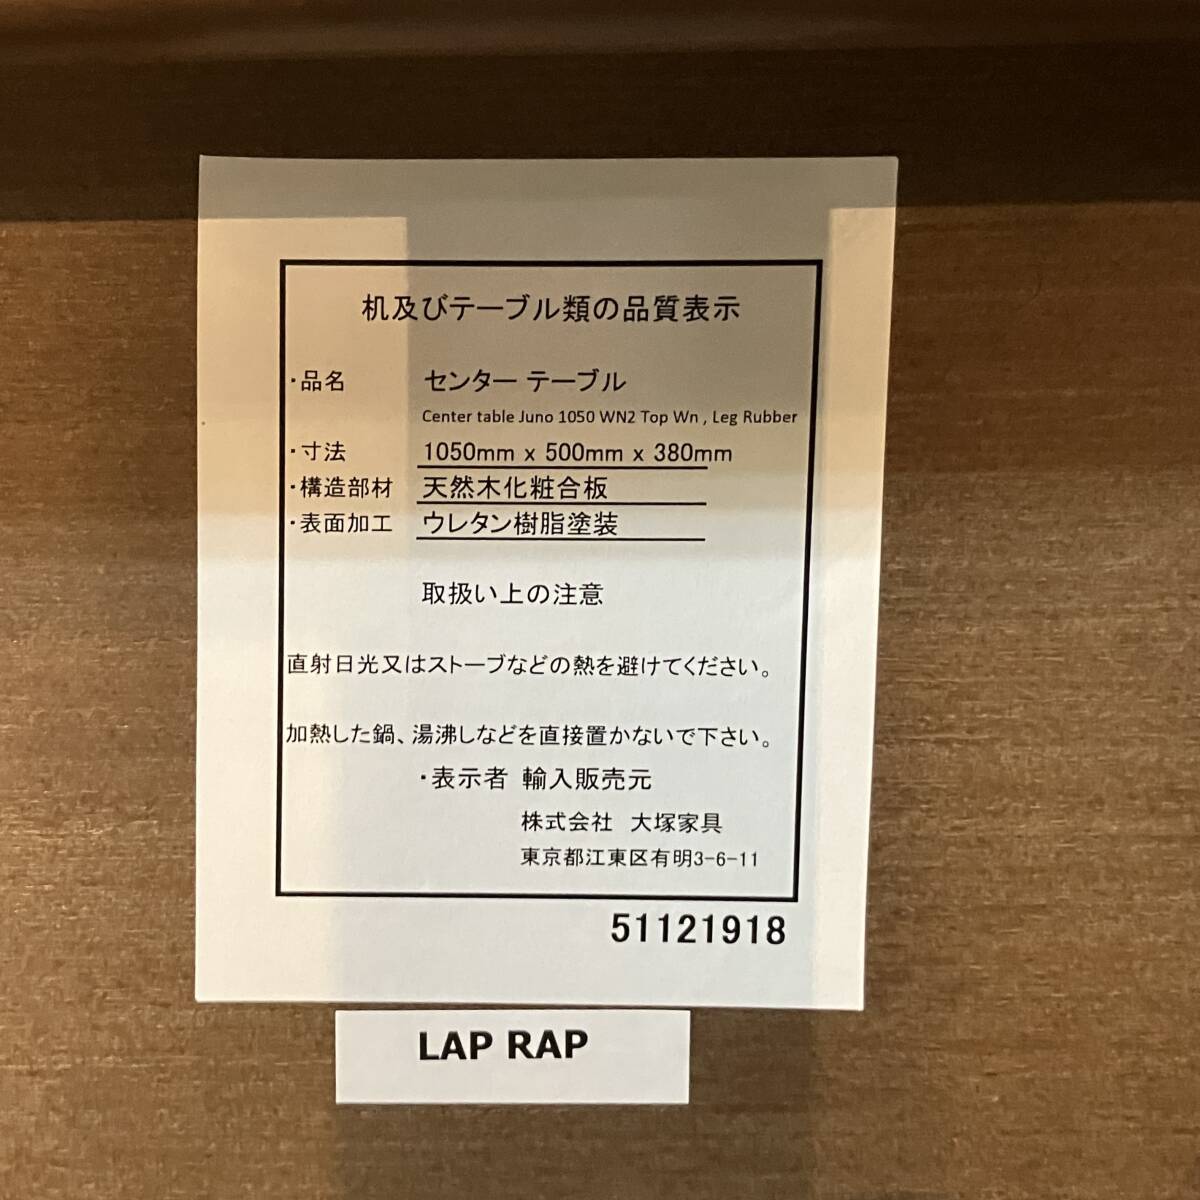 机及びテーブル類の品質表示
・品名 センター テーブル
Center table Juno 1050 WN2 Top Wn , Leg Rubber
・寸法 1050mm x 500mm x 380mm
・構造部材 天然木化粧合板
・表面加工 ウレタン樹脂塗装
取扱い上の注意
直射日光又はストーブなどの熱を避けてください。
加熱した鍋、湯沸しなどを直接置かないで下さい。
・表示者 輸入販売元
株式会社 大塚家具
東京都江東区有明3-6-11
51121918
LAP RAP